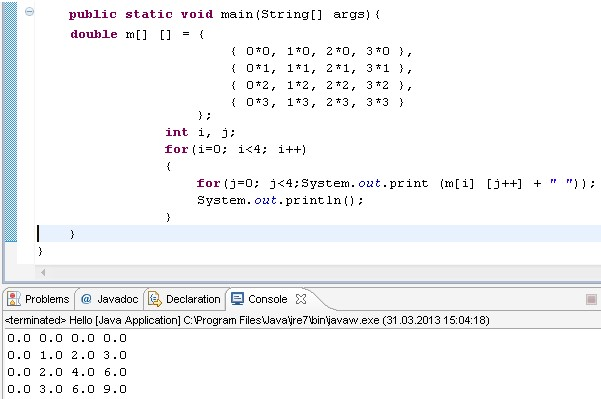 public static void main(String[] args){
double m[] [] = {
{ 0*0, 1*0, 2*0, 3*0 },
{ 0*1, 1*1, 2*1, 3*1 },
{ 0*2, 1*2, 2*2, 3*2 },
{ 0*3, 1*3, 2*3, 3*3 }
};
int i, j;
for(i=0; i<4; i++)
{
for(j=0; j<4;System.out.print (m[i] [j++] + " "));
System.out.println();
}
}
}
Problems @ Javadoc Declaration Console
<terminated> Hello [Java Application] C:\Program Files\Java\jre7\bin\javaw.exe (31.03.2013 15:04:18)
0.0 0.0 0.0 0.0
0.0 1.0 2.0 3.0
0.0 2.0 4.0 6.0
0.0 3.0 6.0 9.0